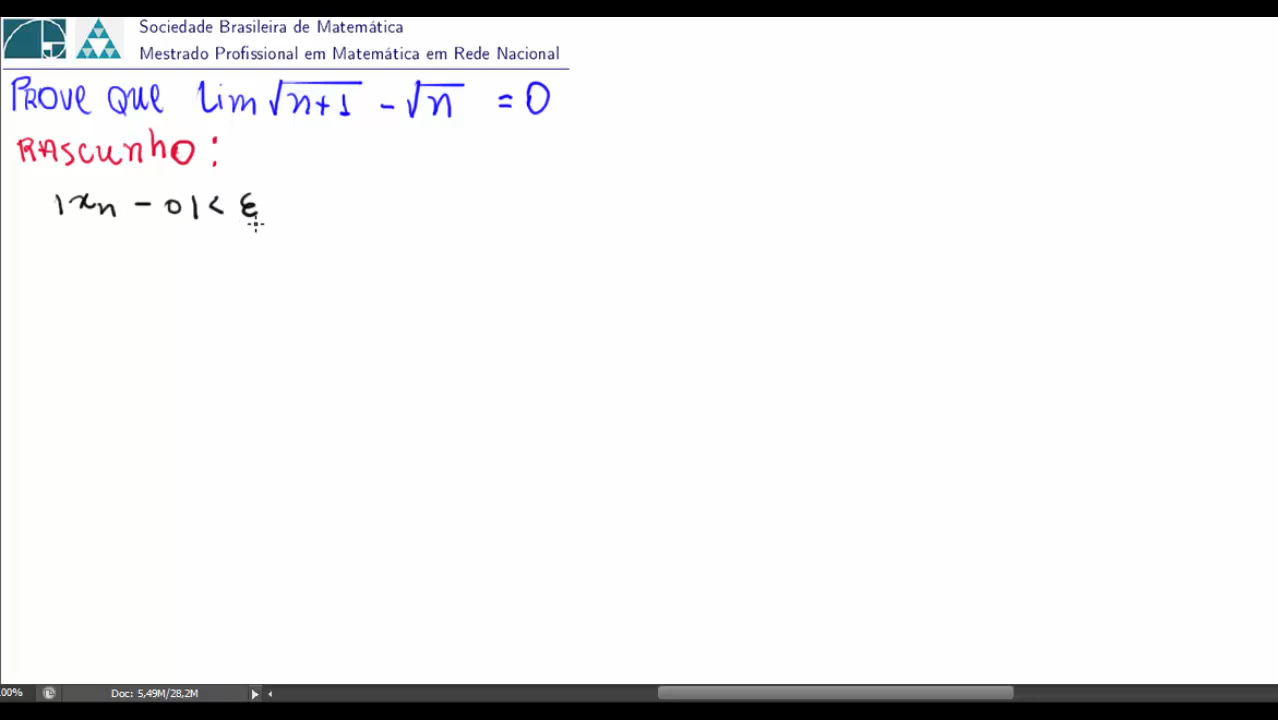 Sociedade Brasileira de Matemática
Mestrado Profissional em Matemática em Rede Nacional
PROVE QUE lim √n+1 - √n = 0
RASCUNHO:
|xn - 0| < ε
00%
Doc: 5,49M/28,2M